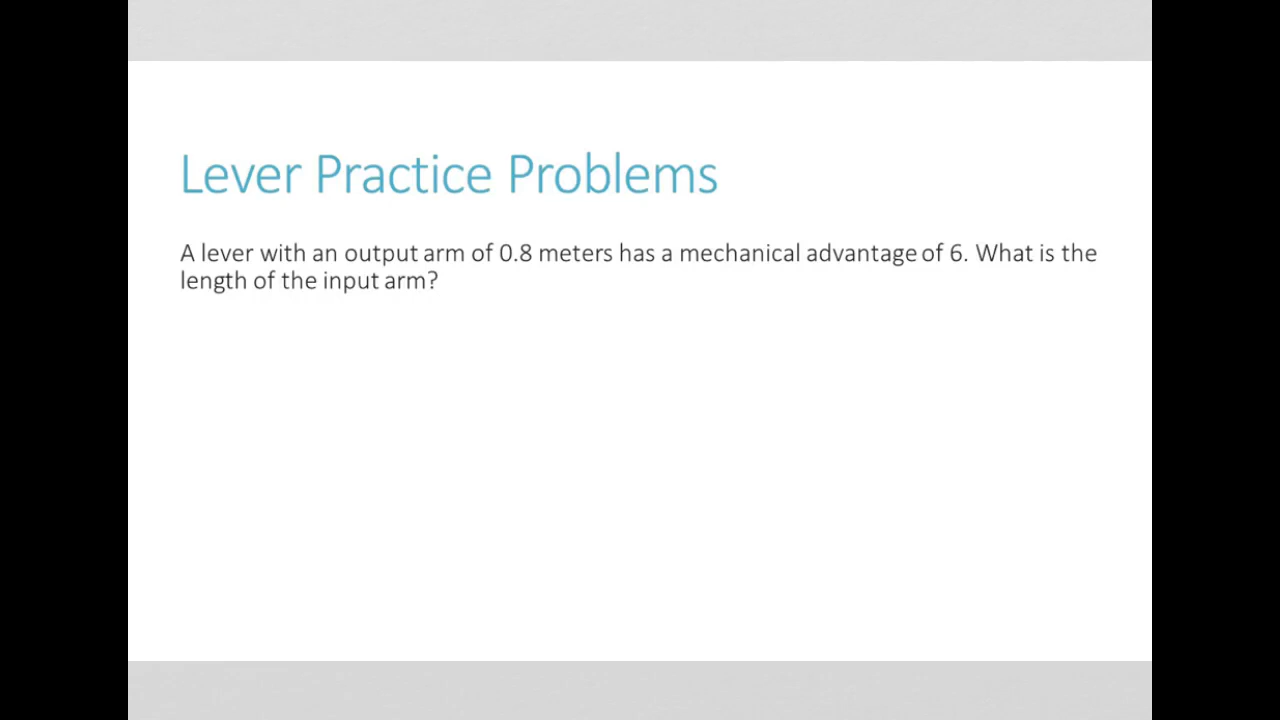 Lever Practice Problems
A lever with an output arm of 0.8 meters has a mechanical advantage of 6. What is the
length of the input arm?